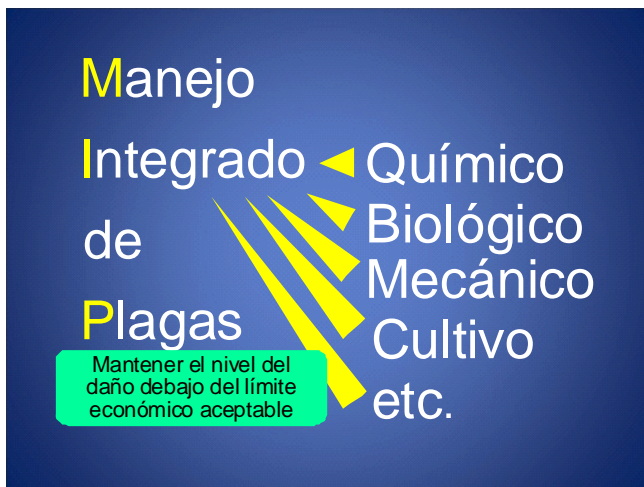 Manejo
Integrado
de
Plagas
Mantener el nivel del
daño debajo del límite
económico aceptable
Químico
Biológico
Mecánico
Cultivo
etc.